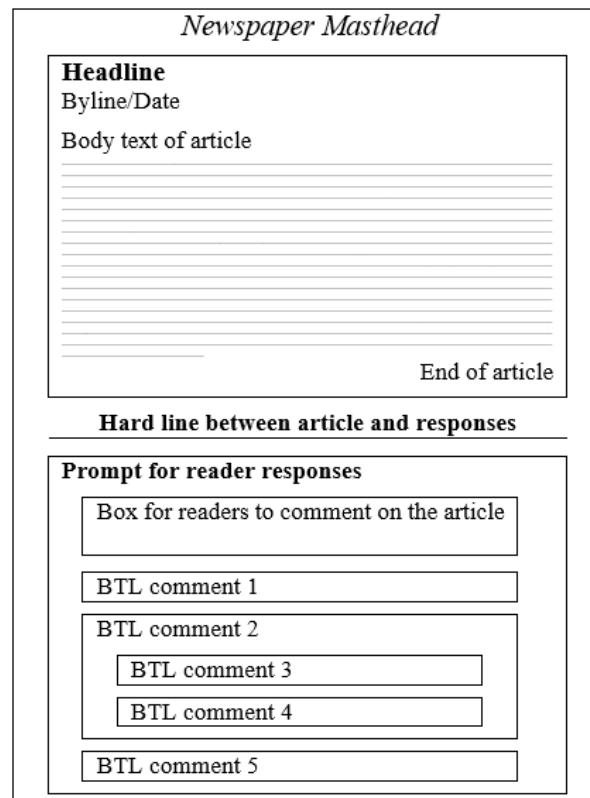 Newspaper Masthead
Headline
Byline/Date
Body text of article
End of article
Hard line between article and responses
Prompt for reader responses
Box for readers to comment on the article
BTL comment 1
BTL comment 2
BTL comment 3
BTL comment 4
BTL comment 5